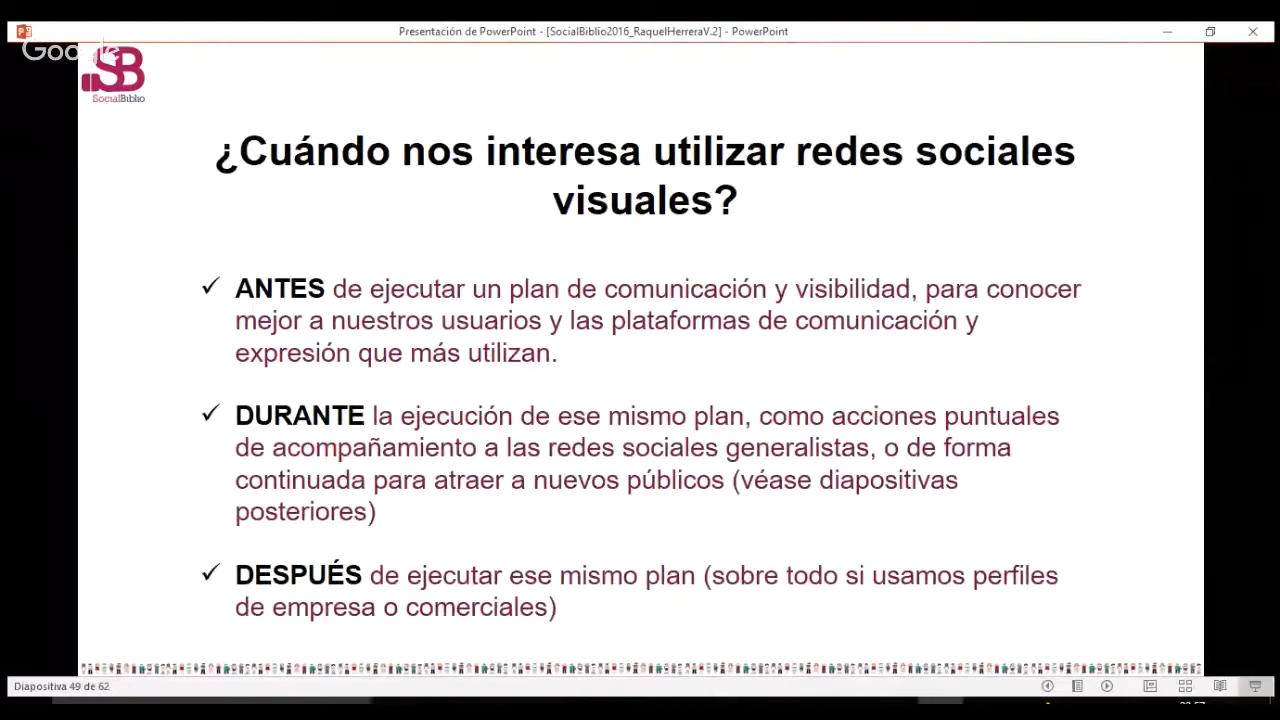 Presentación de PowerPoint - [SocialBiblio2016_RaquelHerreraV.2] - PowerPoint
Google
SB
SocialBiblio
¿Cuándo nos interesa utilizar redes sociales
visuales?
✓ ANTES de ejecutar un plan de comunicación y visibilidad, para conocer
mejor a nuestros usuarios y las plataformas de comunicación y
expresión que más utilizan.
✓ DURANTE la ejecución de ese mismo plan, como acciones puntuales
de acompañamiento a las redes sociales generalistas, o de forma
continuada para atraer a nuevos públicos (véase diapositivas
posteriores)
✓ DESPUÉS de ejecutar ese mismo plan (sobre todo si usamos perfiles
de empresa o comerciales)
Diapositiva 49 de 62